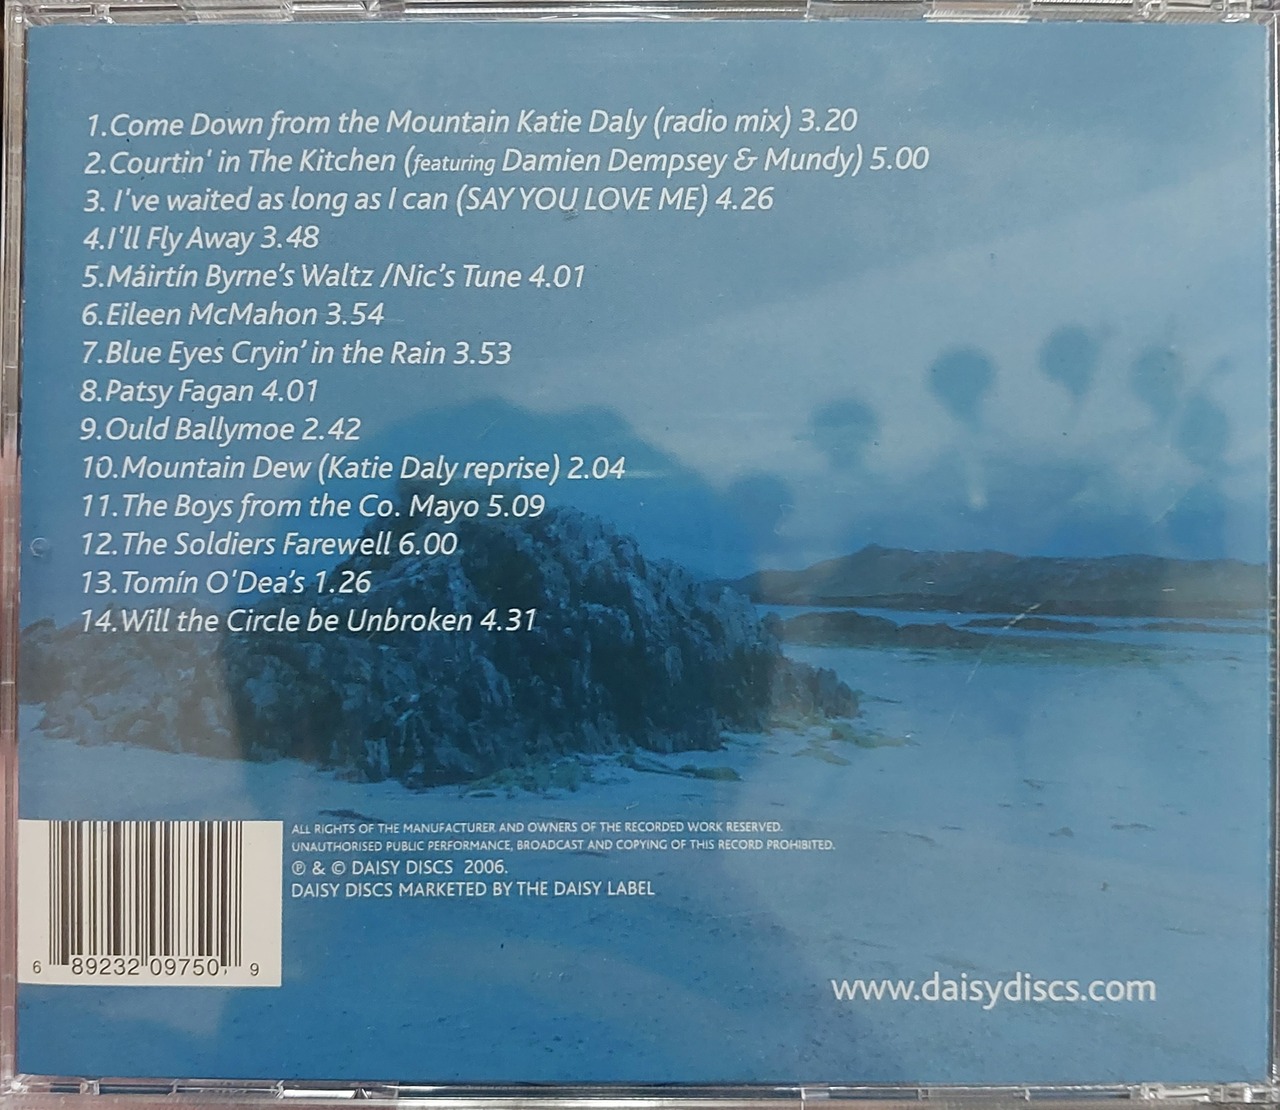 1.Come Down from the Mountain Katie Daly (radio mix) 3.20
2.Courtin' in The Kitchen (featuring Damien Dempsey & Mundy) 5.00
3. I've waited as long as I can (SAY YOU LOVE ME) 4.26
4.I'll Fly Away 3.48
5.Máirtín Byrne's Waltz /Nic's Tune 4.01
6.Eileen McMahon 3.54
7.Blue Eyes Cryin' in the Rain 3.53
8.Patsy Fagan 4.01
9.Ould Ballymoe 2.42
10.Mountain Dew (Katie Daly reprise) 2.04
11.The Boys from the Co. Mayo 5.09
12.The Soldiers Farewell 6.00
13.Tomín O'Dea's 1.26
14.Will the Circle be Unbroken 4.31
ALL RIGHTS OF THE MANUFACTURER AND OWNERS OF THE RECORDED WORK RESERVED.
UNAUTHORISED PUBLIC PERFORMANCE, BROADCAST AND COPYING OF THIS RECORD PROHIBITED.
℗ & © DAISY DISCS 2006.
DAISY DISCS MARKETED BY THE DAISY LABEL
6 89232 09750 9
www.daisydiscs.com